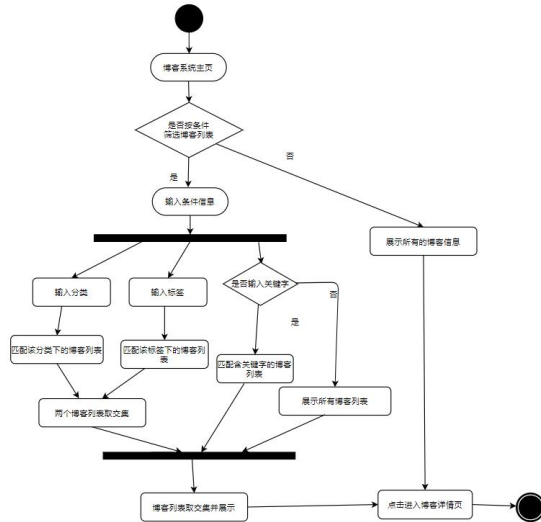 博客系统主页
是否按条件
筛选博客列表
否
是
输入条件信息
展示所有的博客信息
输入分类
输入标签
是否输入关键字
否
是
匹配该分类下的博客列表
匹配该标签下的博客列
表
匹配含关键字的博客
列表
两个博客列表取交集
展示所有博客列表
博客列表取交集并展示
点击进入博客详情页